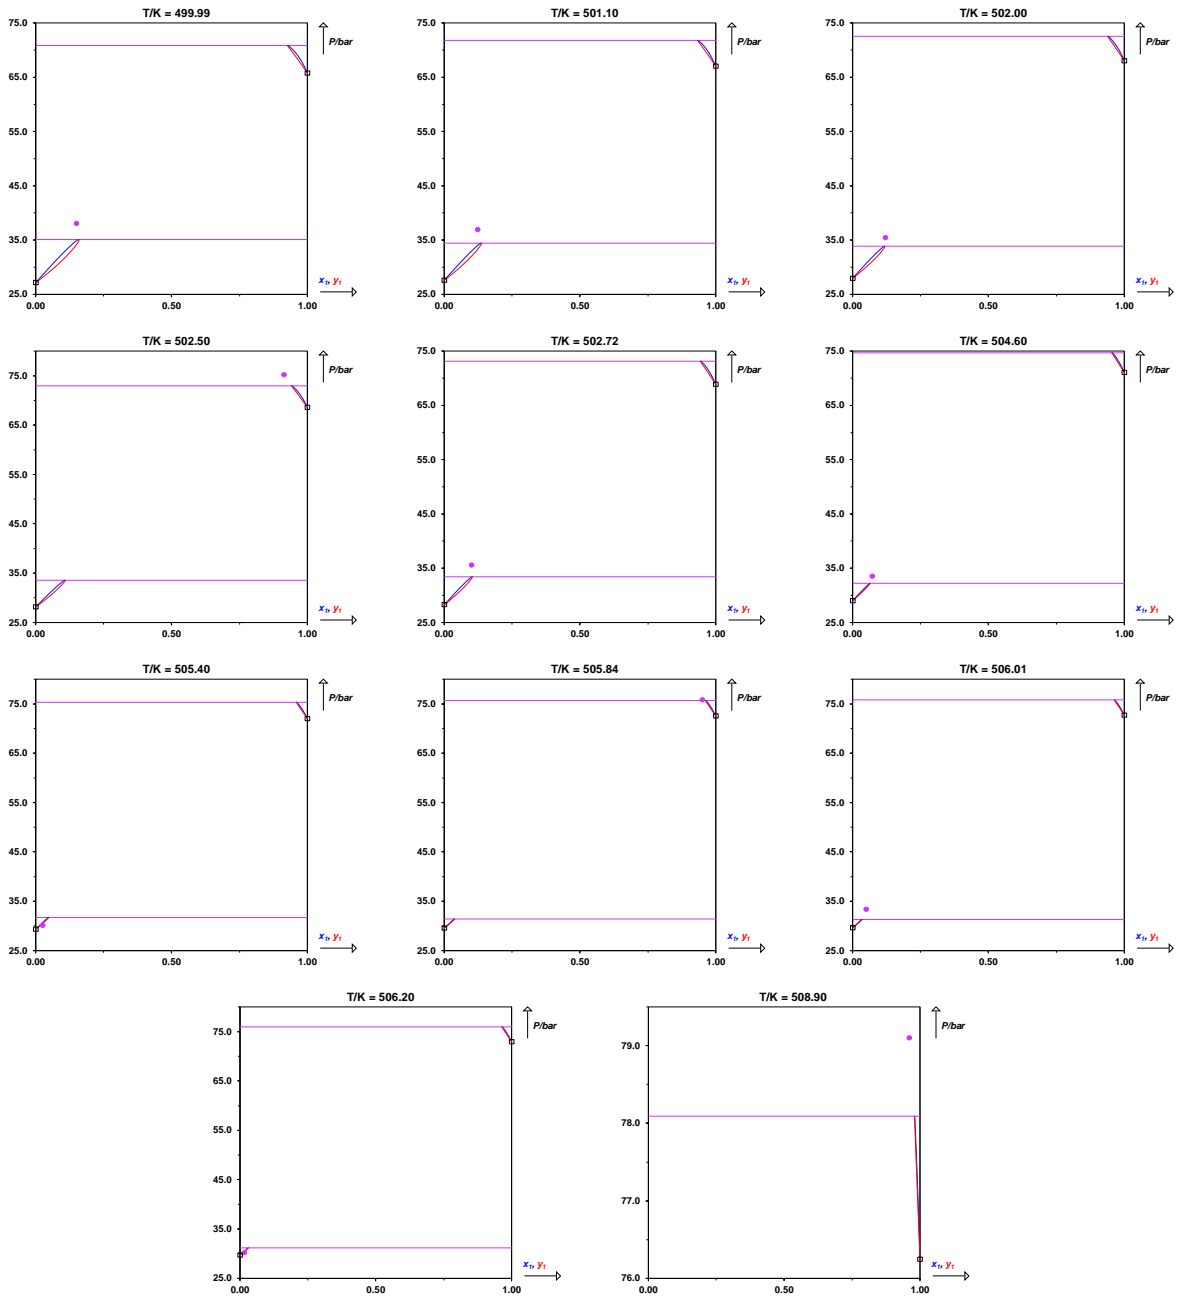 T/K = 499.99
75.0
P/bar
65.0
55.0
45.0
35.0
x₁, y₁
25.0
0.00 0.50 1.00
T/K = 501.10
75.0
P/bar
65.0
55.0
45.0
35.0
x₁, y₁
25.0
0.00 0.50 1.00
T/K = 502.00
75.0
P/bar
65.0
55.0
45.0
35.0
x₁, y₁
25.0
0.00 0.50 1.00
T/K = 502.50
75.0
P/bar
65.0
55.0
45.0
35.0
x₁, y₁
25.0
0.00 0.50 1.00
T/K = 502.72
75.0
P/bar
65.0
55.0
45.0
35.0
x₁, y₁
25.0
0.00 0.50 1.00
T/K = 504.60
75.0
P/bar
65.0
55.0
45.0
35.0
x₁, y₁
25.0
0.00 0.50 1.00
T/K = 505.40
75.0
P/bar
65.0
55.0
45.0
35.0
x₁, y₁
25.0
0.00 0.50 1.00
T/K = 505.84
75.0
P/bar
65.0
55.0
45.0
35.0
x₁, y₁
25.0
0.00 0.50 1.00
T/K = 506.01
75.0
P/bar
65.0
55.0
45.0
35.0
x₁, y₁
25.0
0.00 0.50 1.00
T/K = 506.20
75.0
P/bar
65.0
55.0
45.0
35.0
x₁, y₁
25.0
0.00 0.50 1.00
T/K = 508.90
P/bar
79.0
78.0
77.0
x₁, y₁
76.0
0.00 0.50 1.00